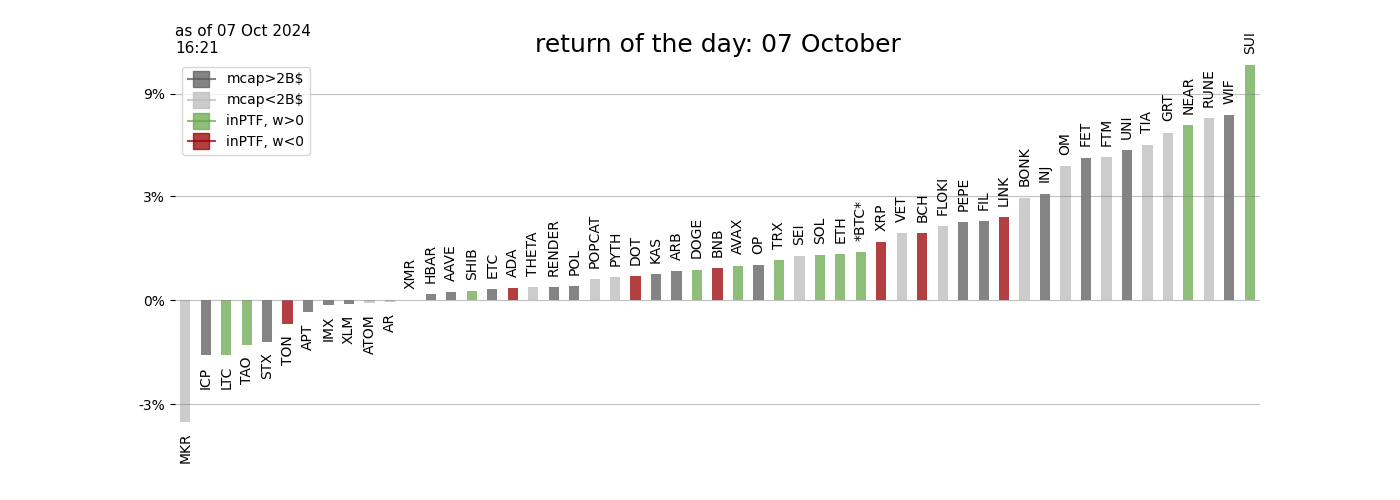 as of 07 Oct 2024
16:21
return of the day: 07 October
mcap>2B$
mcap<2B$
inPTF, w>0
inPTF, w<0
9%
3%
0%
-3%
MKR
ICP
LTC
TAO
STX
TON
APT
IMX
XLM
ATOM
AR
XMR
HBAR
AAVE
SHIB
ETC
ADA
THETA
RENDER
POL
POPCAT
PYTH
DOT
KAS
ARB
DOGE
BNB
AVAX
OP
TRX
SEI
SOL
ETH
*BTC*
XRP
VET
BCH
FLOKI
PEPE
FIL
LINK
BONK
INJ
OM
FET
FTM
UNI
TIA
GRT
NEAR
RUNE
WIF
SUI